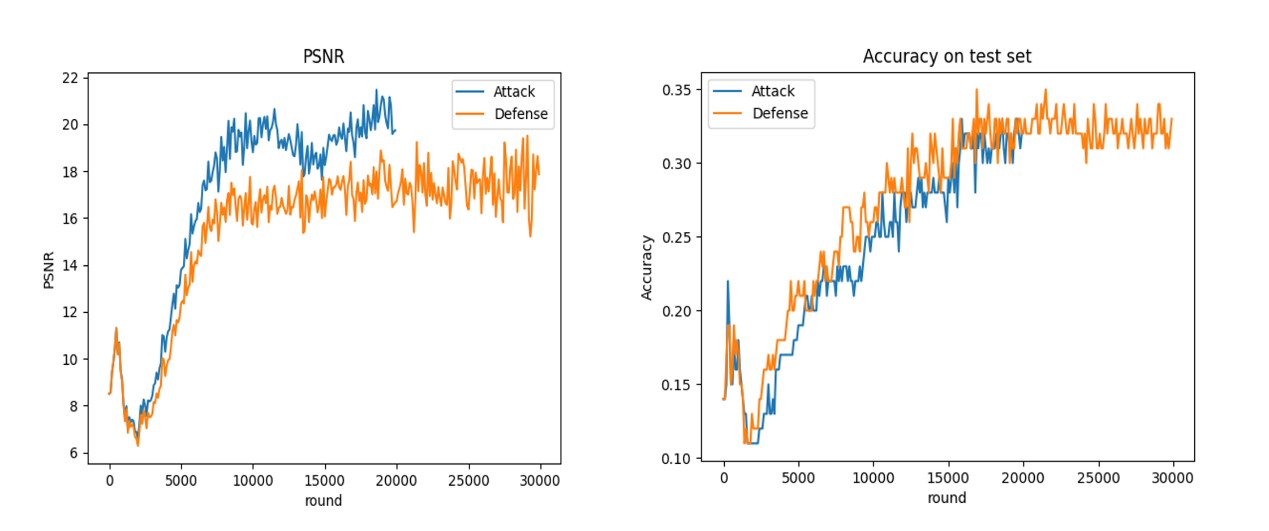 PSNR
22
20
18
16
14
12
10
8
6
PSNR
Attack
Defense
0 5000 10000 15000 20000 25000 30000
round
Accuracy on test set
0.35
0.30
0.25
0.20
0.15
0.10
Accuracy
Attack
Defense
0 5000 10000 15000 20000 25000 30000
round